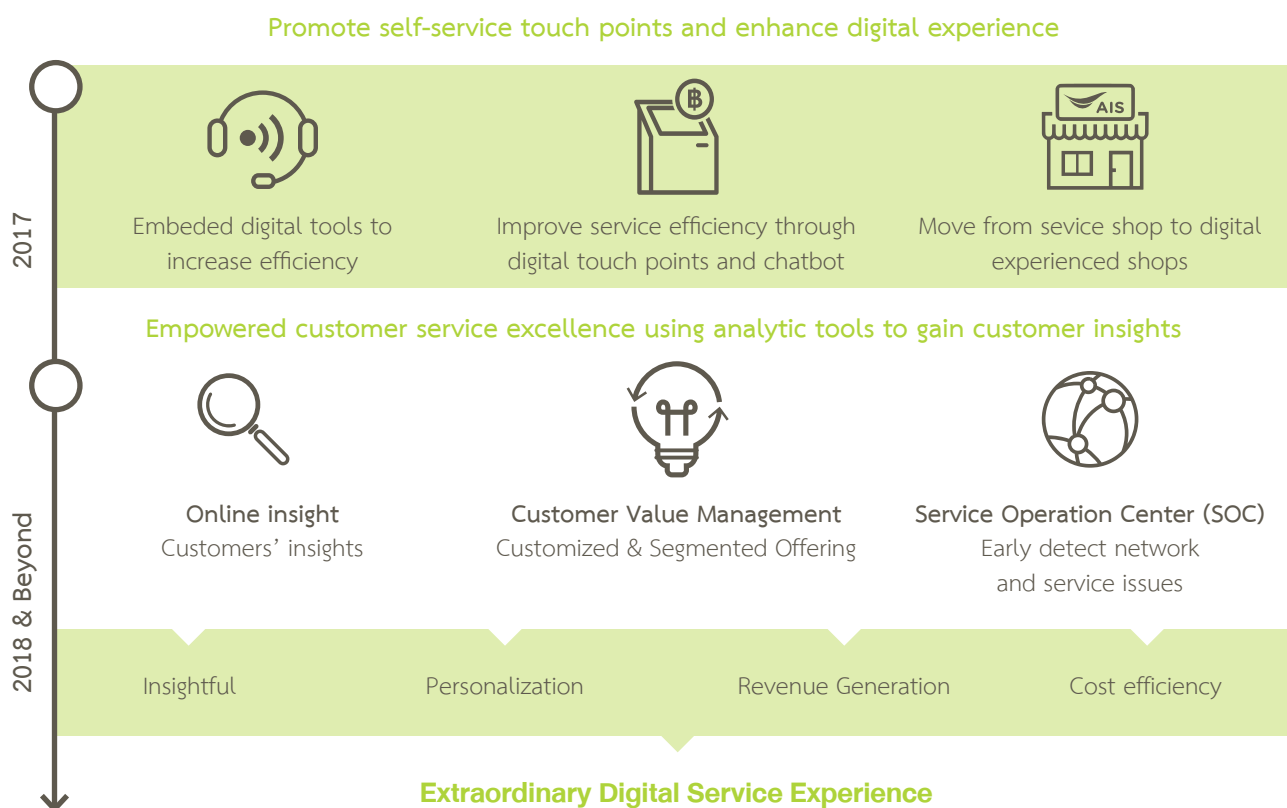 Promote self-service touch points and enhance digital experience
฿
AIS
2017
Embeded digital tools to
increase efficiency
Improve service efficiency through
digital touch points and chatbot
Move from sevice shop to digital
experienced shops
Empowered customer service excellence using analytic tools to gain customer insights
2018 & Beyond
Online insight
Customers’ insights
Customer Value Management
Customized & Segmented Offering
Service Operation Center (SOC)
Early detect network
and service issues
Insightful
Personalization
Revenue Generation
Cost efficiency
Extraordinary Digital Service Experience